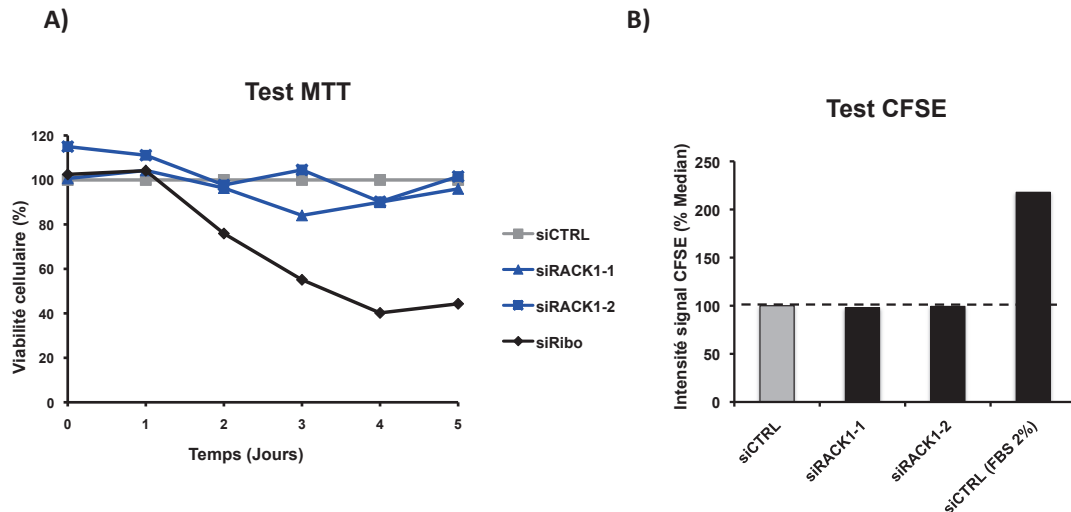 A)
Test MTT
Viabilité cellulaire (%)
120
100
80
60
40
20
0
0 1 2 3 4 5
Temps (Jours)
siCTRL
siRACK1-1
siRACK1-2
siRibo
B)
Test CFSE
Intensité signal CFSE (% Median)
250
200
150
100
50
0
siCTRL
siRACK1-1
siRACK1-2
siCTRL (FBS 2%)